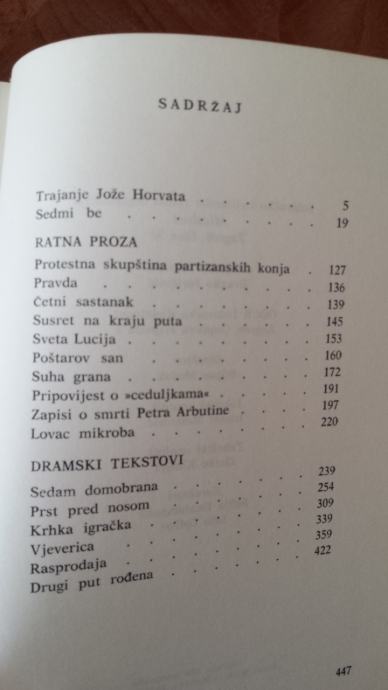 SADRŽAJ
Trajanje Jože Horvata . . . . . . 5
Sedmi be . . . . . . . . . 19
RATNA PROZA
Protestna skupština partizanskih konja . 127
Pravda . . . . . . . . . 136
Četni sastanak . . . . . . . . 139
Susret na kraju puta . . . . . . 145
Sveta Lucija . . . . . . . . 153
Poštarov san . . . . . . . . 160
Suha grana . . . . . . . . 172
Pripovijest o »ceduljkama« . . . . . 191
Zapisi o smrti Petra Arbutine . . . . 197
Lovac mikroba . . . . . . . 220
DRAMSKI TEKSTOVI
Sedam domobrana . . . . . . . 239
Prst pred nosom . . . . . . . 254
Krhka igračka . . . . . . . 309
Vjeverica . . . . . . . . 339
Rasprodaja . . . . . . . . 359
Drugi put rođena . . . . . . 422
447